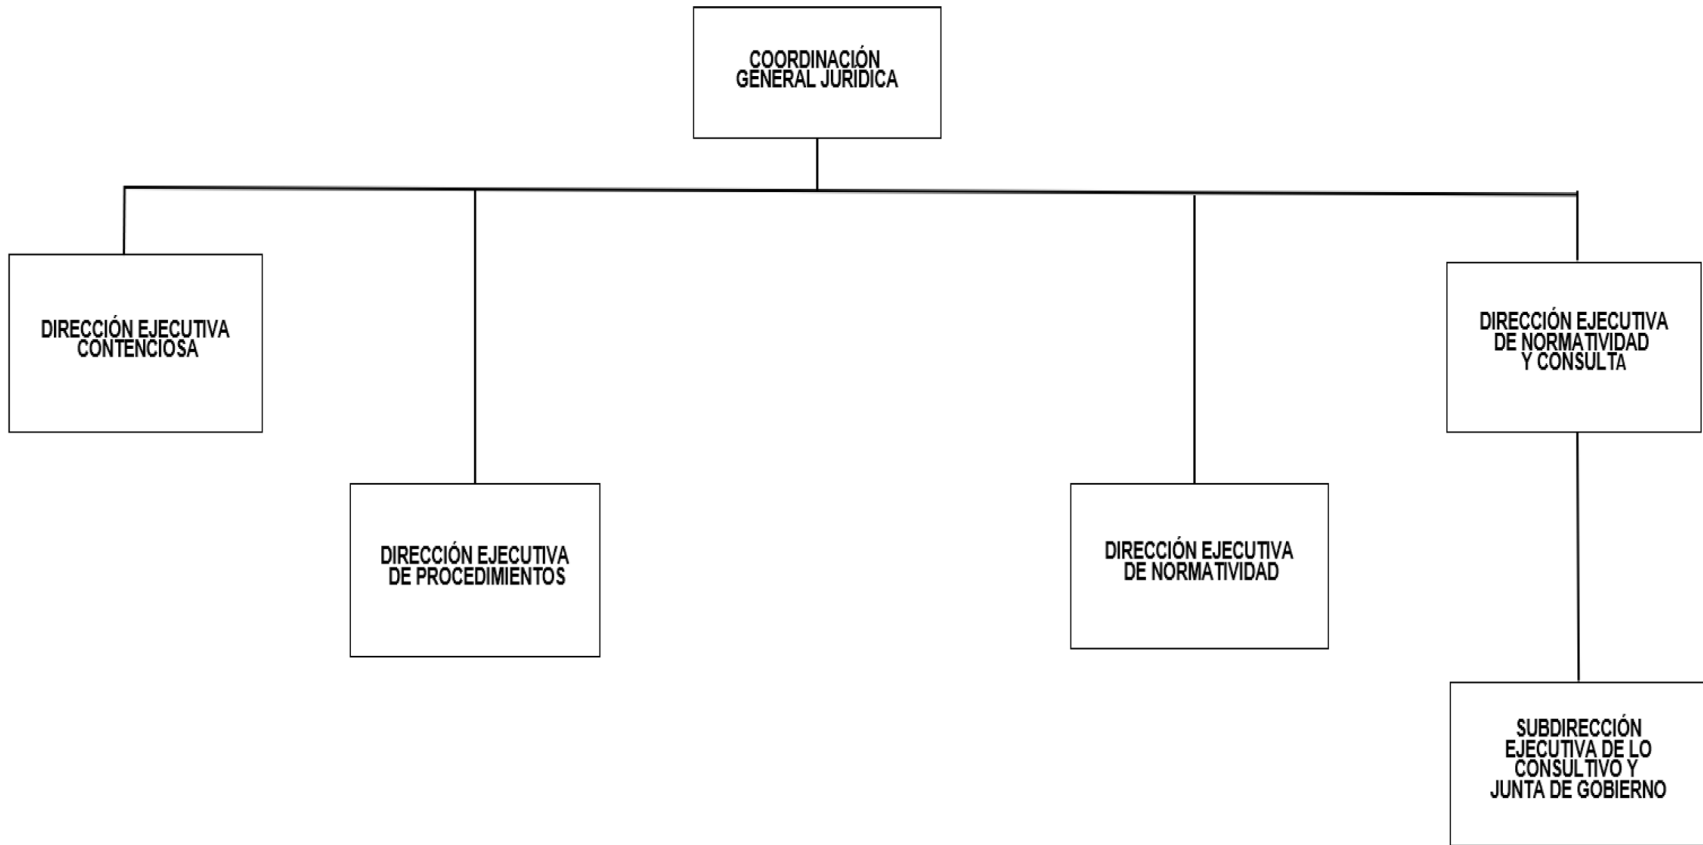 COORDINACIÓN
GENERAL JURÍDICA
DIRECCIÓN EJECUTIVA
CONTENCIOSA
DIRECCIÓN EJECUTIVA
DE NORMATIVIDAD
Y CONSULTA
DIRECCIÓN EJECUTIVA
DE PROCEDIMIENTOS
DIRECCIÓN EJECUTIVA
DE NORMATIVIDAD
SUBDIRECCIÓN
EJECUTIVA DE LO
CONSULTIVO Y
JUNTA DE GOBIERNO